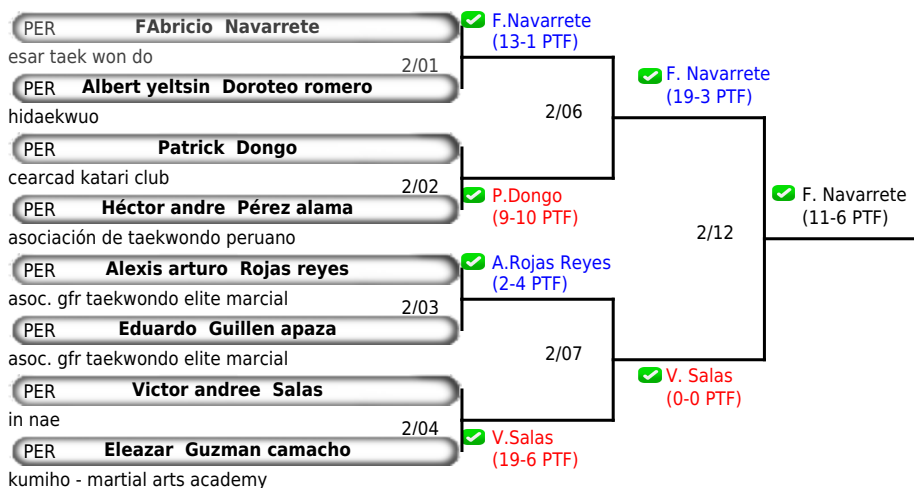 PER FAbricio Navarrete
esar taek won do
2/01
PER Albert yeltsin Doroteo romero
hidaekwuo
PER Patrick Dongo
cearcad katari club
2/02
PER Héctor andre Pérez alama
asociación de taekwondo peruano
PER Alexis arturo Rojas reyes
asoc. gfr taekwondo elite marcial
2/03
PER Eduardo Guillen apaza
asoc. gfr taekwondo elite marcial
PER Victor andree Salas
in nae
2/04
PER Eleazar Guzman camacho
kumiho - martial arts academy
F.Navarrete
(13-1 PTF)
2/06
P.Dongo
(9-10 PTF)
A.Rojas Reyes
(2-4 PTF)
2/07
V.Salas
(19-6 PTF)
F. Navarrete
(19-3 PTF)
2/12
V. Salas
(0-0 PTF)
F. Navarrete
(11-6 PTF)